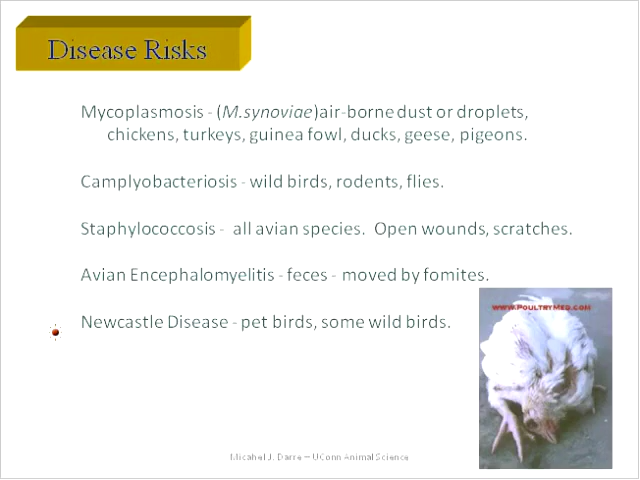 Disease Risks
Mycoplasmosis - (M.synoviae)air-borne dust or droplets,
chickens, turkeys, guinea fowl, ducks, geese, pigeons.
Camplyobacteriosis - wild birds, rodents, flies.
Staphylococcosis -  all avian species.  Open wounds, scratches.
Avian Encephalomyelitis - feces - moved by fomites.
www.PoultryMed.com
Newcastle Disease - pet birds, some wild birds.
Micahel J. Darre – UConn Animal Science